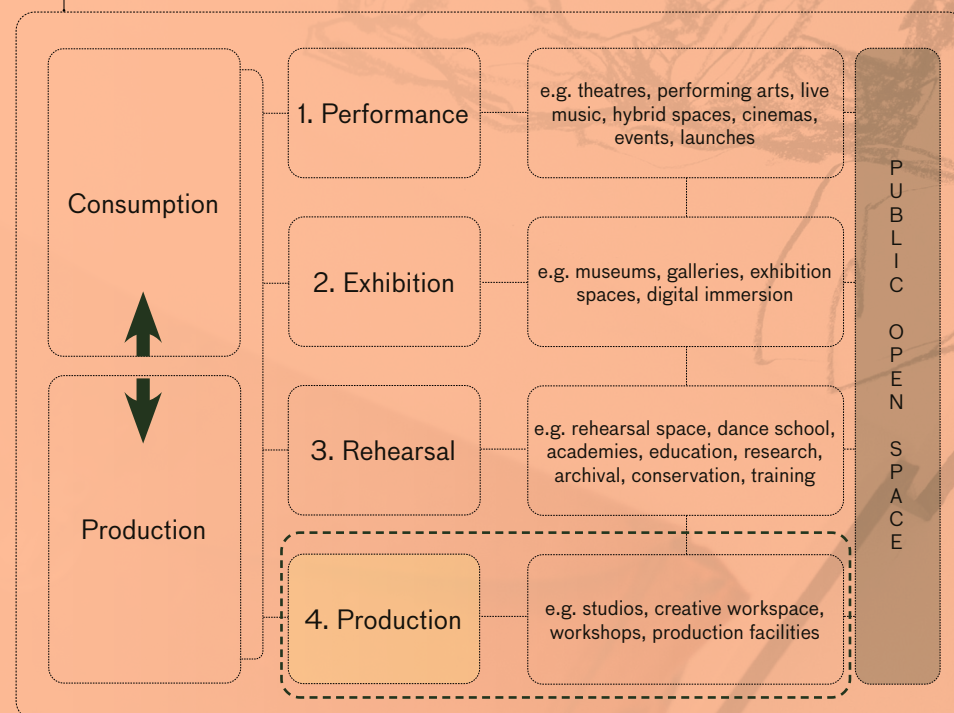 Consumption
Production
1. Performance
e.g. theatres, performing arts, live
music, hybrid spaces, cinemas,
events, launches
2. Exhibition
e.g. museums, galleries, exhibition
spaces, digital immersion
3. Rehearsal
e.g. rehearsal space, dance school,
academies, education, research,
archival, conservation, training
4. Production
e.g. studios, creative workspace,
workshops, production facilities
PUBLIC OPEN SPACE